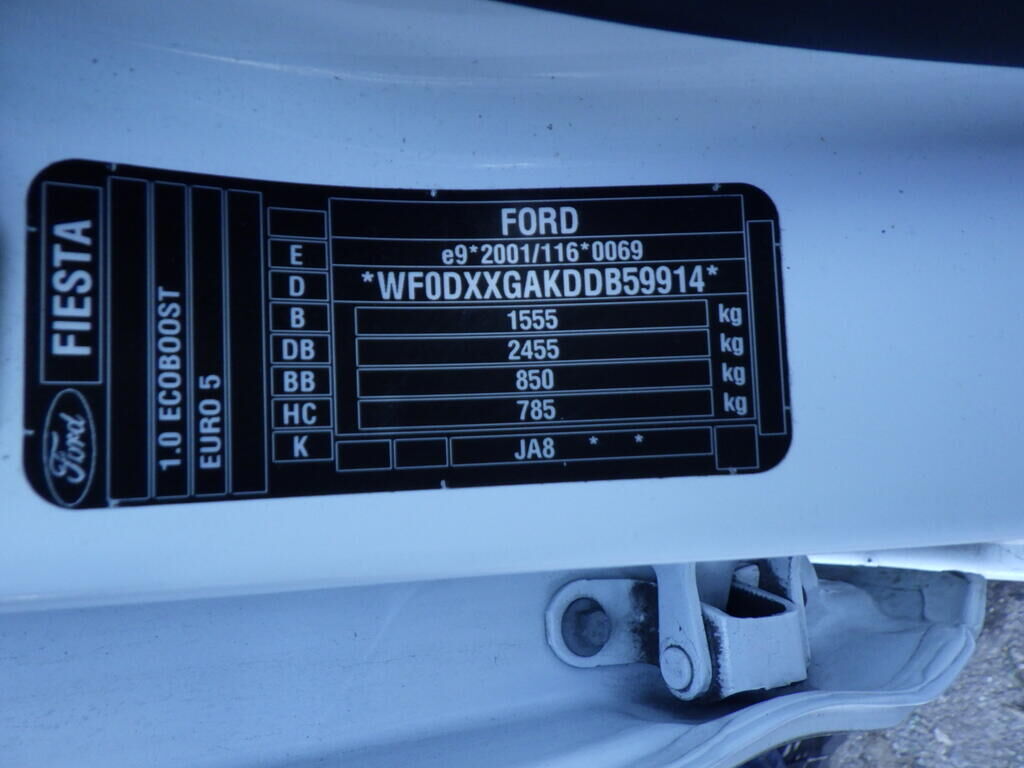 FIESTA
Ford
1.0 ECOBOOST
EURO 5
FORD
E e9*2001/116*0069
D *WF0DXXGAKDDB59914*
B 1555 kg
DB 2455 kg
BB 850 kg
HC 785 kg
K JA8 * *